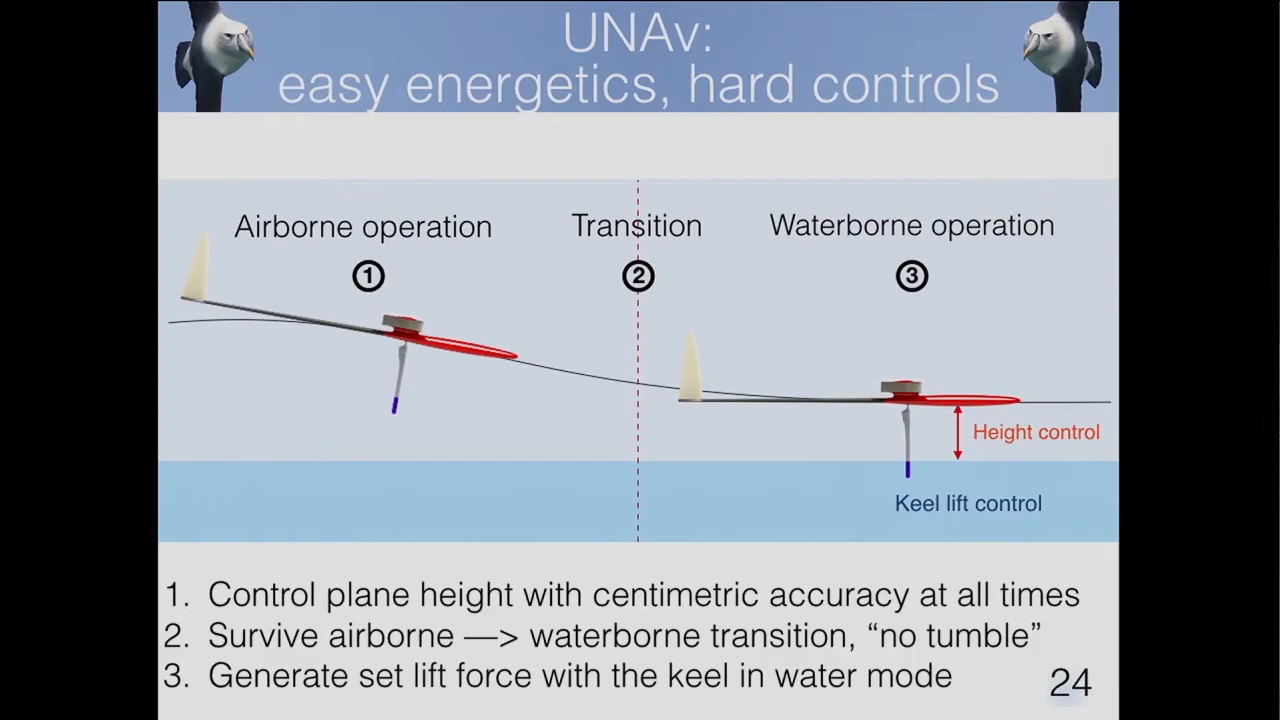 UNAv:
easy energetics, hard controls
Airborne operation
Transition
Waterborne operation
1
2
3
Height control
Keel lift control
1. Control plane height with centimetric accuracy at all times
2. Survive airborne —> waterborne transition, “no tumble”
3. Generate set lift force with the keel in water mode
24